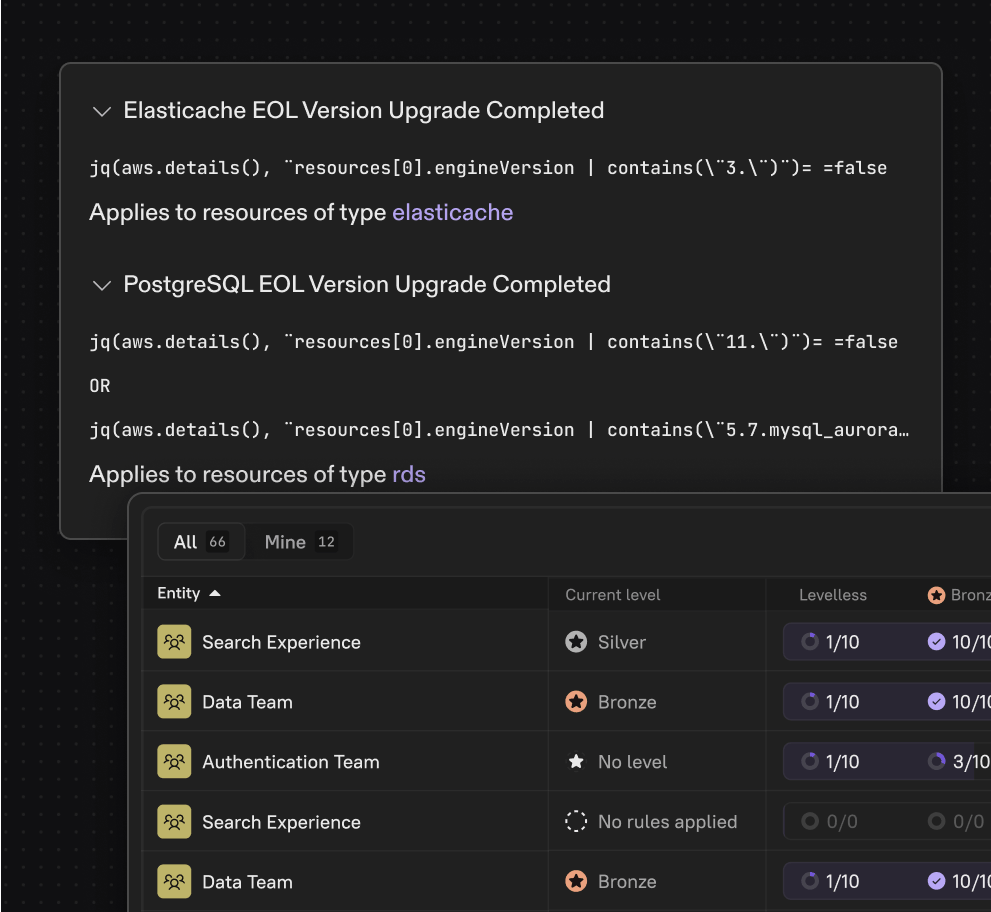 Elasticache EOL Version Upgrade Completed
jq(aws.details(), ¨resources[0].engineVersion | contains(\¨3.\¨)¨)= =false
Applies to resources of type elasticache
PostgreSQL EOL Version Upgrade Completed
jq(aws.details(), ¨resources[0].engineVersion | contains(\¨11.\¨)¨)= =false
OR
jq(aws.details(), ¨resources[0].engineVersion | contains(\¨5.7.mysql_aurora…
Applies to resources of type rds
All 66 Mine 12
Entity Current level Levelless Bronz
Search Experience Silver 1/10 10/10
Data Team Bronze 1/10 10/10
Authentication Team No level 1/10 3/10
Search Experience No rules applied 0/0 0/0
Data Team Bronze 1/10 10/10